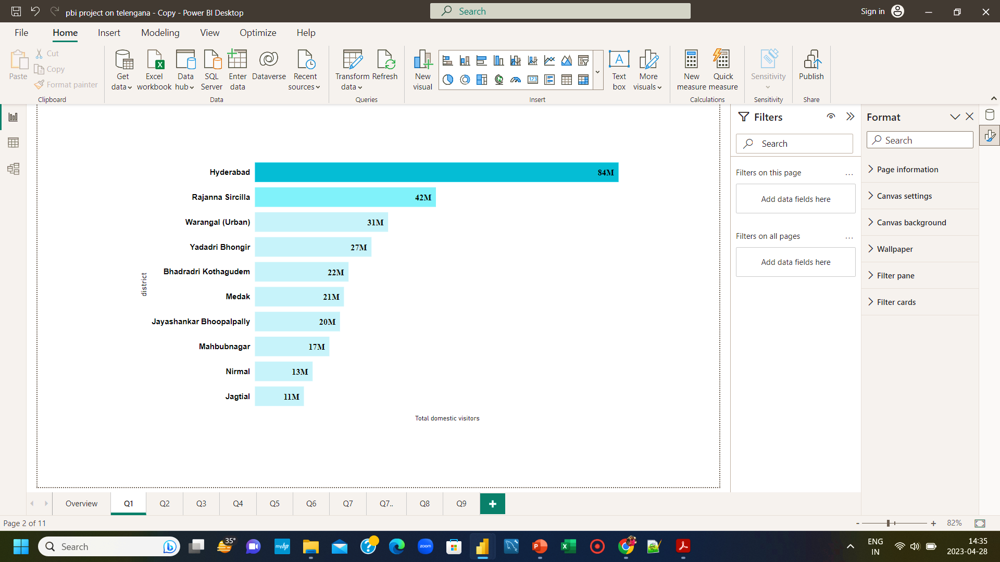 pbi project on telengana - Copy - Power BI Desktop
Search
Sign in
File Home Insert Modeling View Optimize Help
Paste
Cut
Copy
Format painter
Clipboard
Get data
Excel workbook
Data hub
SQL Server
Enter data
Dataverse
Recent sources
Data
Transform data
Refresh
Queries
New visual
123
Text box
More visuals
Insert
New measure
Quick measure
Calculations
Sensitivity
Sensitivity
Publish
Share
Hyderabad 84M
Rajanna Sircilla 42M
Warangal (Urban) 31M
Yadadri Bhongir 27M
Bhadradri Kothagudem 22M
Medak 21M
Jayashankar Bhoopalpally 20M
Mahbubnagar 17M
Nirmal 13M
Jagtial 11M
district
Total domestic visitors
Filters
Search
Filters on this page ...
Add data fields here
Filters on all pages ...
Add data fields here
Format
Search
Page information
Canvas settings
Canvas background
Wallpaper
Filter pane
Filter cards
Overview Q1 Q2 Q3 Q4 Q5 Q6 Q7 Q7.. Q8 Q9
Page 2 of 11
- + 82%
Search
35°
myhp
zoom
ENG
IN
14:35
2023-04-28